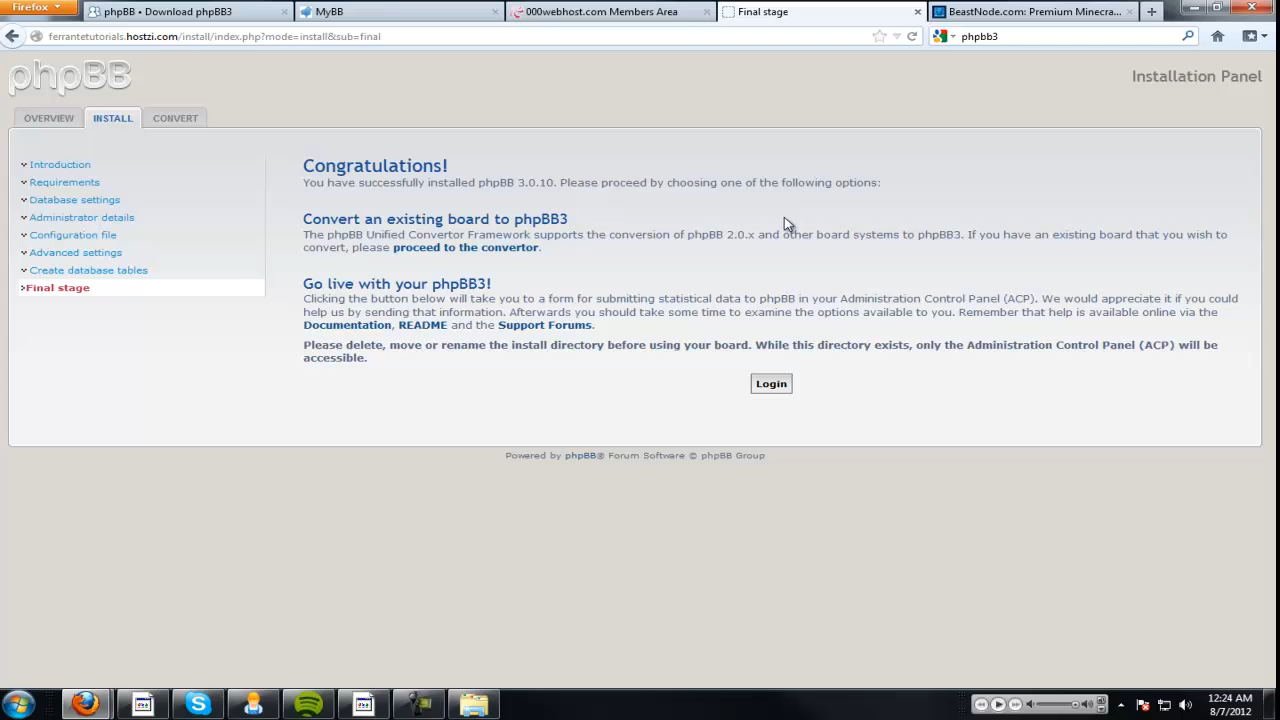 Firefox
phpBB • Download phpBB3
MyBB
000webhost.com Members Area
Final stage
BeastNode.com: Premium Minecra...
ferrantetutorials.hostzi.com/install/index.php?mode=install&sub=final
phpbb3
phpBB
Installation Panel
OVERVIEW
INSTALL
CONVERT
Introduction
Requirements
Database settings
Administrator details
Configuration file
Advanced settings
Create database tables
Final stage
Congratulations!
You have successfully installed phpBB 3.0.10. Please proceed by choosing one of the following options:
Convert an existing board to phpBB3
The phpBB Unified Convertor Framework supports the conversion of phpBB 2.0.x and other board systems to phpBB3. If you have an existing board that you wish to
convert, please proceed to the convertor.
Go live with your phpBB3!
Clicking the button below will take you to a form for submitting statistical data to phpBB in your Administration Control Panel (ACP). We would appreciate it if you could
help us by sending that information. Afterwards you should take some time to examine the options available to you. Remember that help is available online via the
Documentation, README and the Support Forums.
Please delete, move or rename the install directory before using your board. While this directory exists, only the Administration Control Panel (ACP) will be
accessible.
Login
Powered by phpBB® Forum Software © phpBB Group
12:24 AM
8/7/2012